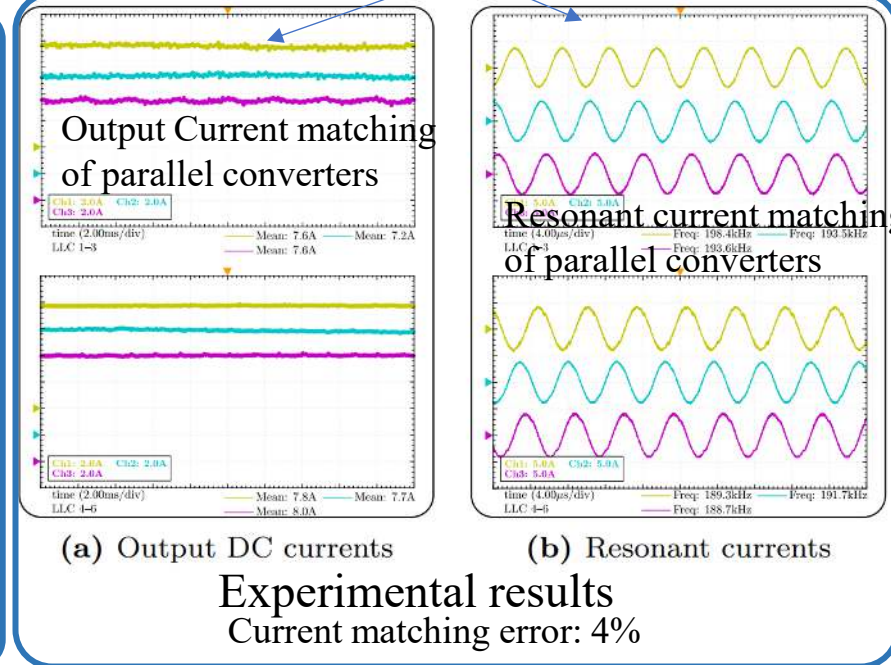 Output Current matching
of parallel converters
Ch1: 2.0A Ch2: 2.0A
Ch3: 2.0A
time (2.00ms/div) Mean: 7.6A Mean: 7.2A
LLC 1–3 Mean: 7.6A
Ch2: 5.0A
Resonant current matching
time (4.00µs/div) Freq: 198.4kHz Freq: 193.5kHz
Freq: 193.6kHz
of parallel converters
Ch1: 2.0A Ch2: 2.0A
Ch3: 2.0A
time (2.00ms/div) Mean: 7.8A Mean: 7.7A
LLC 4–6 Mean: 8.0A
Ch1: 5.0A Ch2: 5.0A
Ch3: 5.0A
time (4.00µs/div) Freq: 189.3kHz Freq: 191.7kHz
LLC 4–6 Freq: 188.7kHz
(a) Output DC currents
(b) Resonant currents
Experimental results
Current matching error: 4%